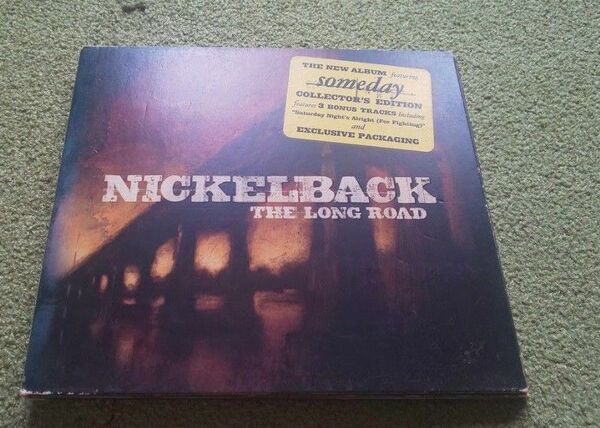 THE NEW ALBUM featuring
someday
COLLECTOR'S EDITION
features 3 BONUS TRACKS including
"Saturday Night's Alright (For Fighting)"
and
EXCLUSIVE PACKAGING
NICKELBACK
THE LONG ROAD